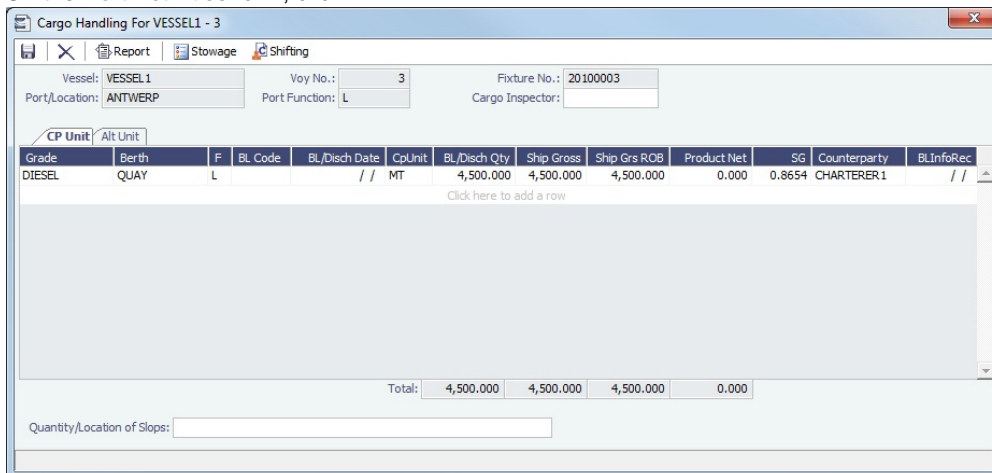 Cargo Handling For VESSEL1 - 3
Report Stowage Shifting
Vessel: VESSEL1 Voy No.: 3 Fixture No.: 20100003
Port/Location: ANTWERP Port Function: L Cargo Inspector:
CP Unit Alt Unit
Grade Berth F BL Code BL/Disch Date CpUnit BL/Disch Qty Ship Gross Ship Grs ROB Product Net SG Counterparty BLInfoRec
DIESEL QUAY L / / MT 4,500.000 4,500.000 4,500.000 0.000 0.8654 CHARTERER1 / /
Click here to add a row
Total: 4,500.000 4,500.000 4,500.000 0.000
Quantity/Location of Slops: